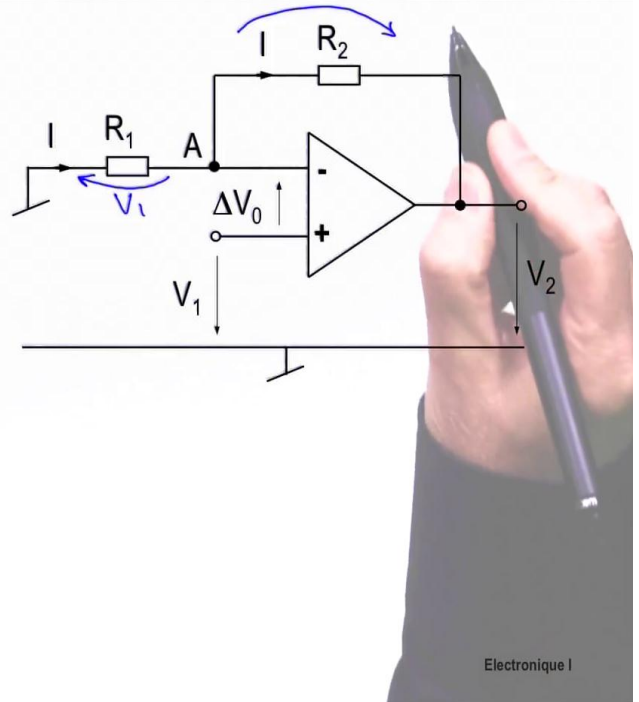 I
R₂
I
R₁
A
-
V₁
ΔV₀
+
V₁
V₂
Electronique I